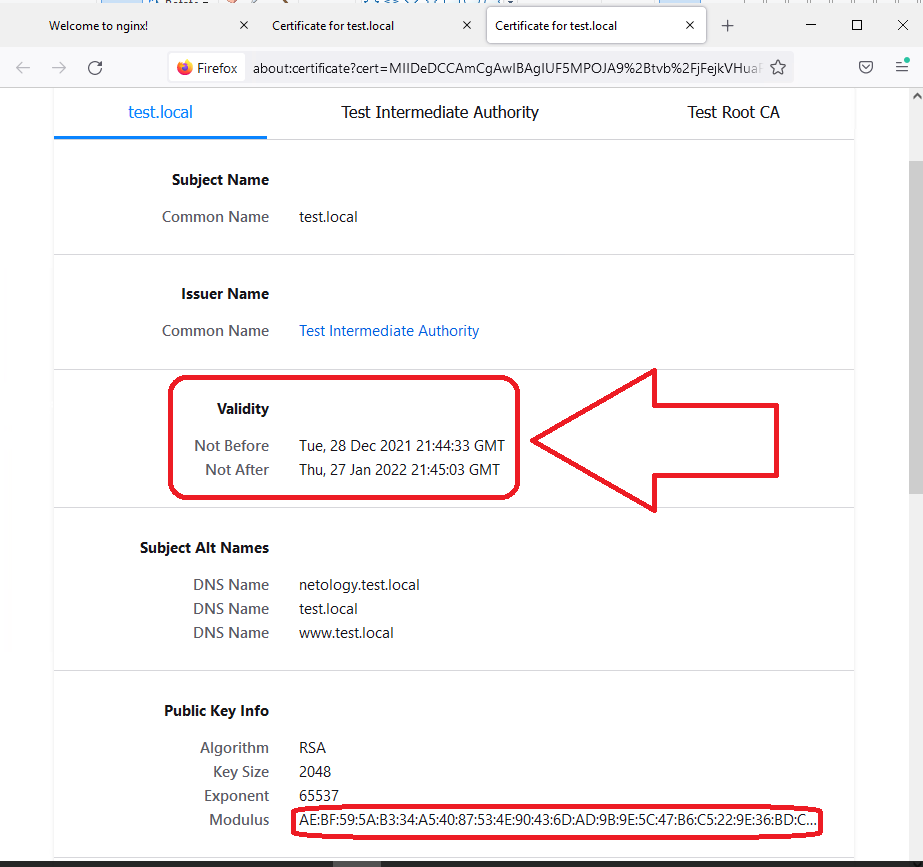 Welcome to nginx!
Certificate for test.local
Certificate for test.local
Firefox
about:certificate?cert=MIIDeDCCAmCgAwIBAgIUF5MPOJA9%2Btvb%2FjFejkVHuaF
test.local
Test Intermediate Authority
Test Root CA
Subject Name
Common Name test.local
Issuer Name
Common Name Test Intermediate Authority
Validity
Not Before Tue, 28 Dec 2021 21:44:33 GMT
Not After Thu, 27 Jan 2022 21:45:03 GMT
Subject Alt Names
DNS Name netology.test.local
DNS Name test.local
DNS Name www.test.local
Public Key Info
Algorithm RSA
Key Size 2048
Exponent 65537
Modulus AE:BF:59:5A:B3:34:A5:40:87:53:4E:90:43:6D:AD:9B:9E:5C:47:B6:C5:22:9E:36:BD:C...